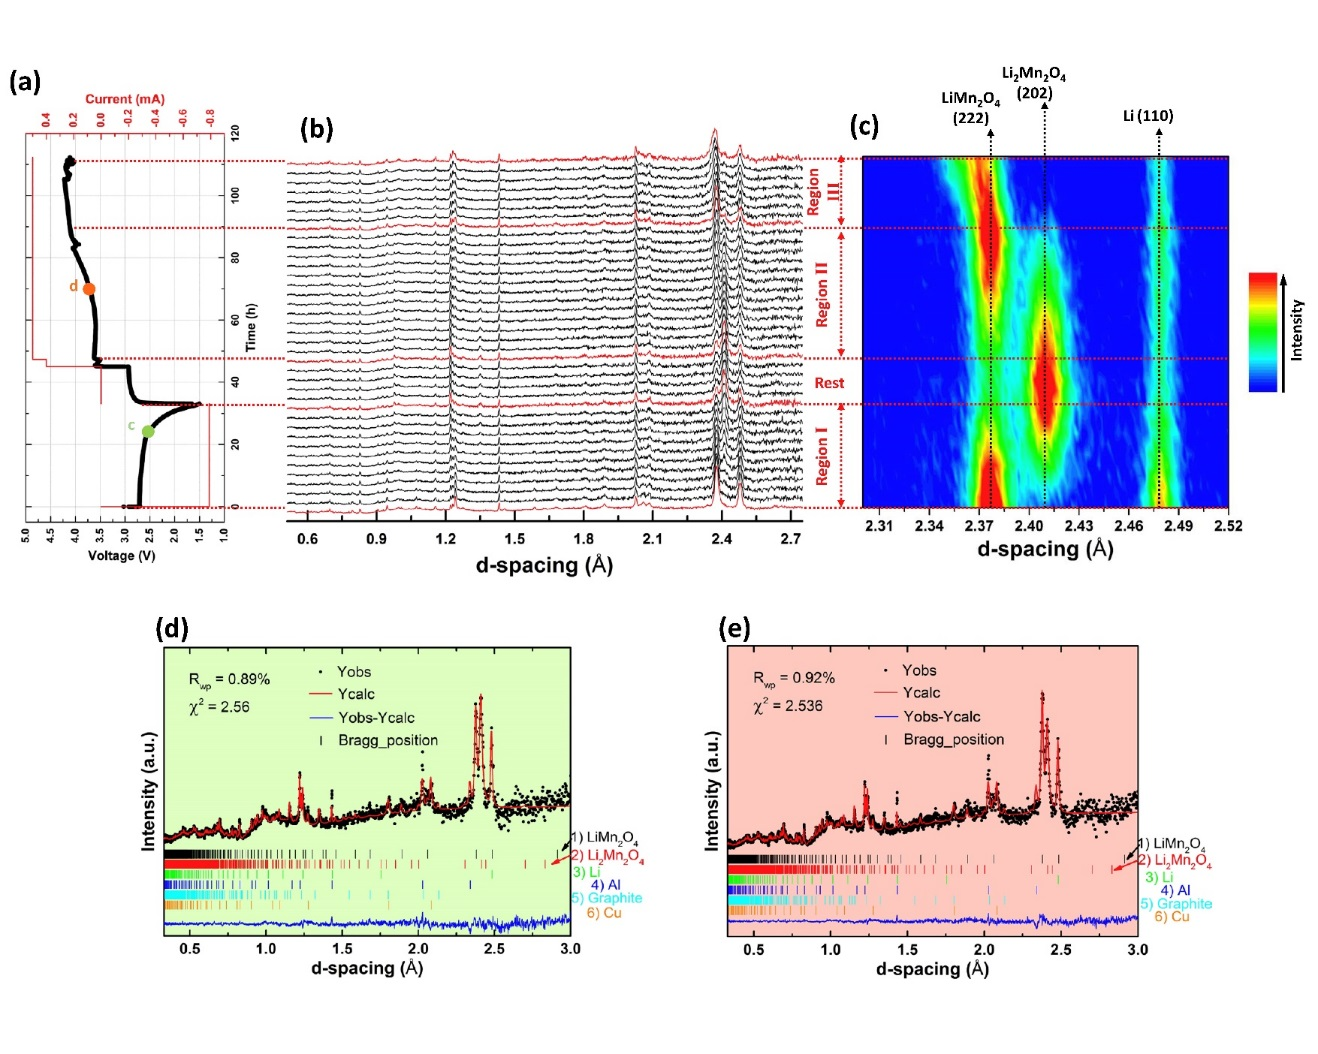 (a)
Current (mA)
0.4 0.2 0.0 -0.2 -0.4 -0.6 -0.8
120
100
80
60
40
20
0
Time (h)
d
c
5.0 4.5 4.0 3.5 3.0 2.5 2.0 1.5 1.0
Voltage (V)
(b)
0.6 0.9 1.2 1.5 1.8 2.1 2.4 2.7
d-spacing (Å)
Region III
Region II
Rest
Region I
(c)
LiMn₂O₄
(222)
Li₂Mn₂O₄
(202)
Li (110)
2.31 2.34 2.37 2.40 2.43 2.46 2.49 2.52
d-spacing (Å)
Intensity
(d)
R_wp = 0.89%
χ² = 2.56
Yobs
Ycalc
Yobs-Ycalc
Bragg_position
Intensity (a.u.)
1) LiMn₂O₄
2) Li₂Mn₂O₄
3) Li
4) Al
5) Graphite
6) Cu
0.5 1.0 1.5 2.0 2.5 3.0
d-spacing (Å)
(e)
R_wp = 0.92%
χ² = 2.536
Yobs
Ycalc
Yobs-Ycalc
Bragg_position
Intensity (a.u.)
1) LiMn₂O₄
2) Li₂Mn₂O₄
3) Li
4) Al
5) Graphite
6) Cu
0.5 1.0 1.5 2.0 2.5 3.0
d-spacing (Å)